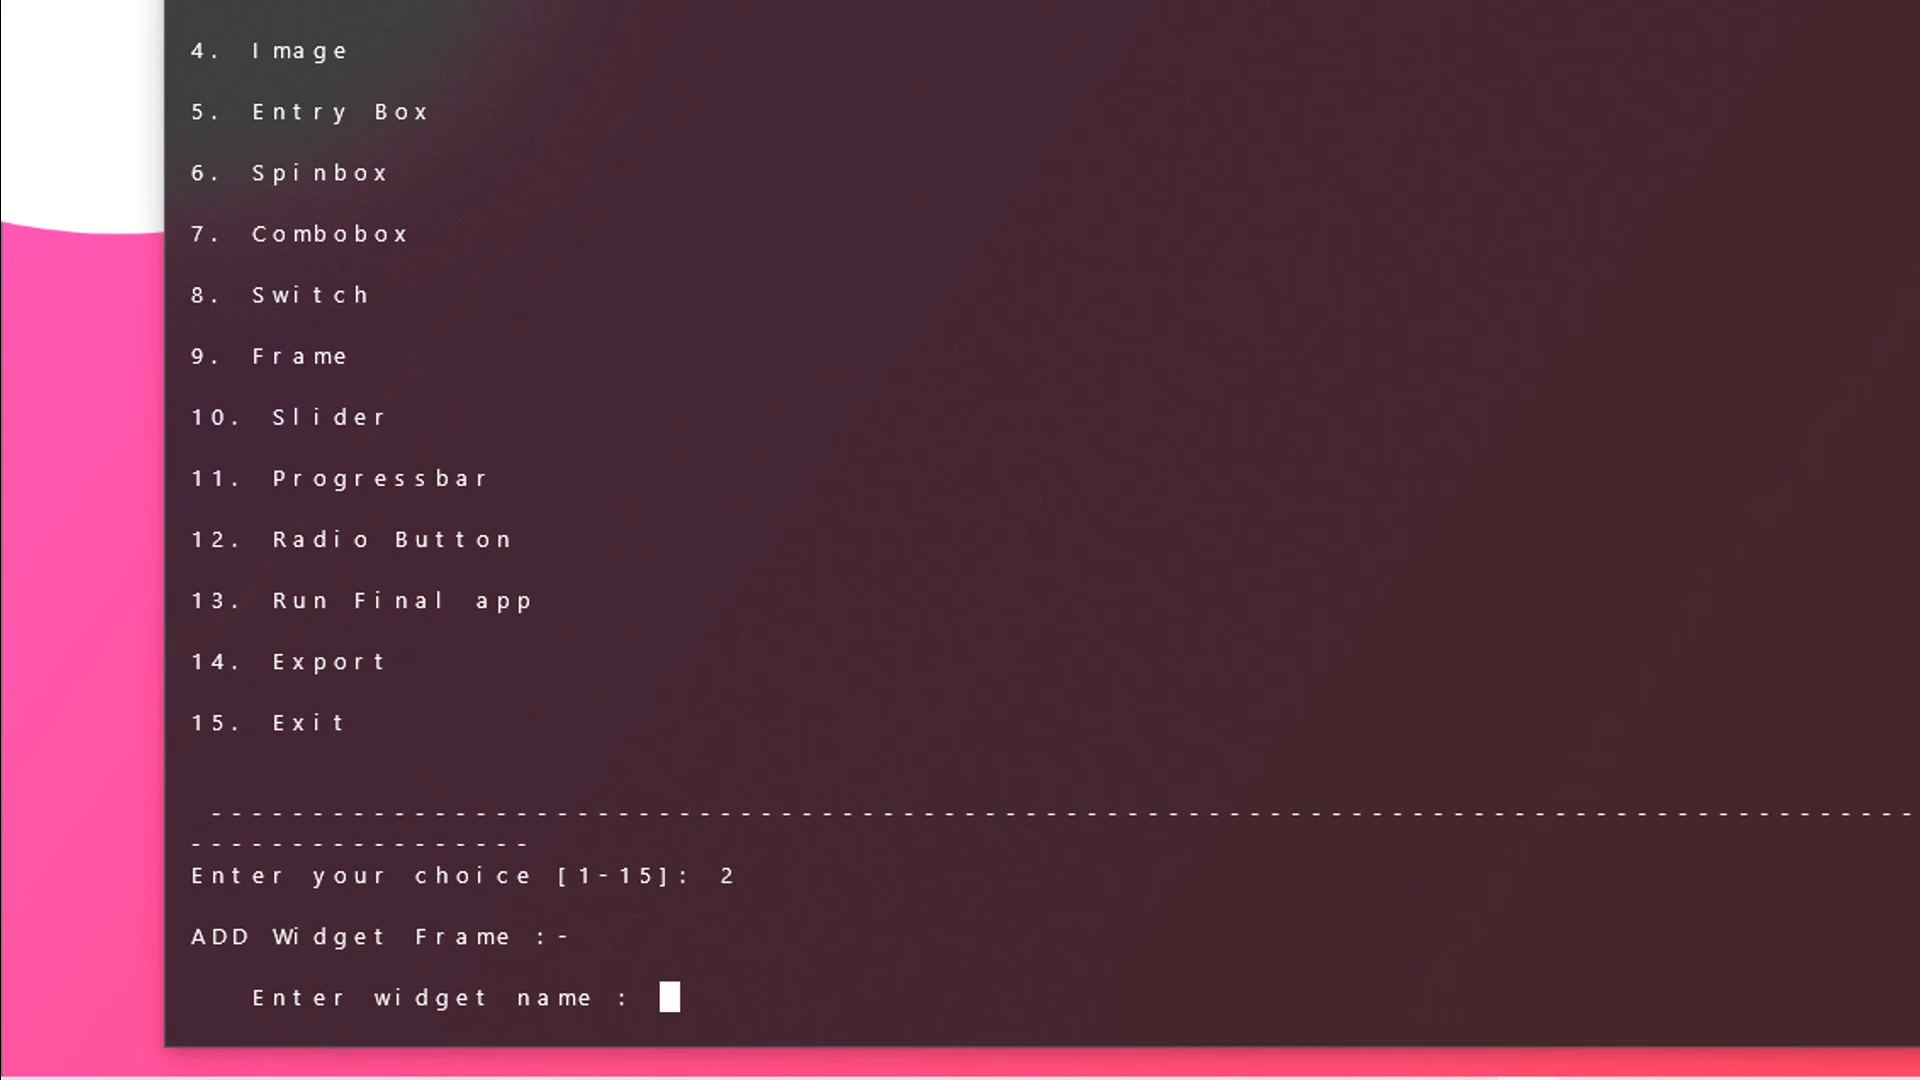 4. Image
5. Entry Box
6. Spinbox
7. Combobox
8. Switch
9. Frame
10. Slider
11. Progressbar
12. Radio Button
13. Run Final app
14. Export
15. Exit
------------------------------------------------------------------------------------
-----------------
Enter your choice [1-15]: 2
ADD Widget Frame :-
Enter widget name :